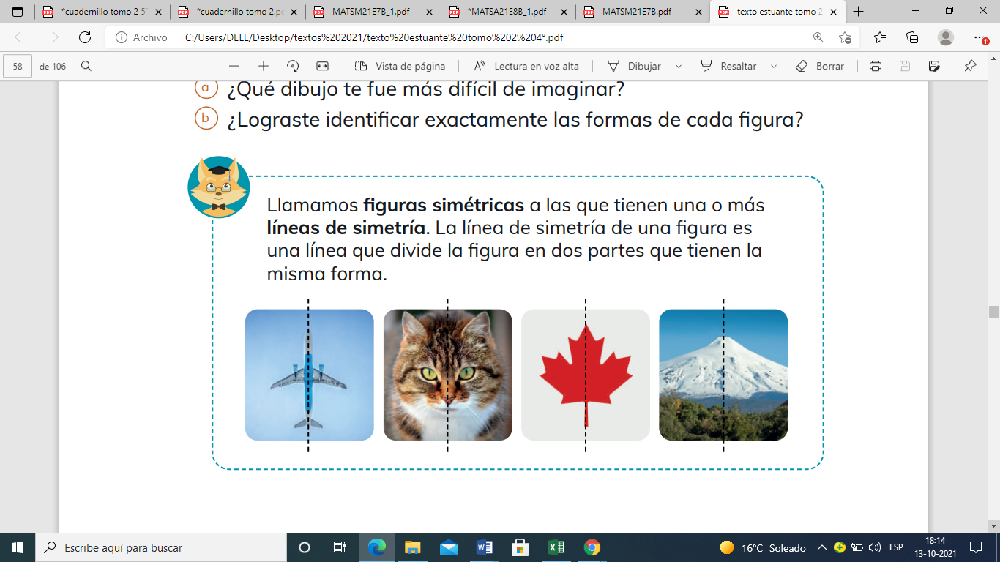 *cuadernillo tomo 2 5°
*cuadernillo tomo 2.pd
MATSM21E7B_1.pdf
*MATSA21E8B_1.pdf
MATSM21E7B.pdf
texto estuante tomo 2
Archivo
C:/Users/DELL/Desktop/textos%202021/texto%20estuante%20tomo%202%204°.pdf
58 de 106
Vista de página
Lectura en voz alta
Dibujar
Resaltar
Borrar
a ¿Qué dibujo te fue más difícil de imaginar?
b ¿Lograste identificar exactamente las formas de cada figura?
Llamamos figuras simétricas a las que tienen una o más
líneas de simetría. La línea de simetría de una figura es
una línea que divide la figura en dos partes que tienen la
misma forma.
Escribe aquí para buscar
16°C Soleado
ESP
18:14
13-10-2021